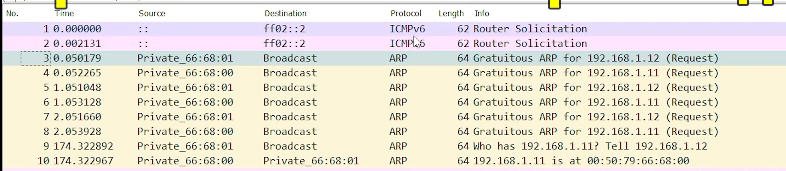 No. Time Source Destination Protocol Length Info
1 0.000000 :: ff02::2 ICMPv6 62 Router Solicitation
2 0.002131 :: ff02::2 ICMPv6 62 Router Solicitation
3 0.050179 Private_66:68:01 Broadcast ARP 64 Gratuitous ARP for 192.168.1.12 (Request)
4 0.052265 Private_66:68:00 Broadcast ARP 64 Gratuitous ARP for 192.168.1.11 (Request)
5 1.051048 Private_66:68:01 Broadcast ARP 64 Gratuitous ARP for 192.168.1.12 (Request)
6 1.053128 Private_66:68:00 Broadcast ARP 64 Gratuitous ARP for 192.168.1.11 (Request)
7 2.051660 Private_66:68:01 Broadcast ARP 64 Gratuitous ARP for 192.168.1.12 (Request)
8 2.053928 Private_66:68:00 Broadcast ARP 64 Gratuitous ARP for 192.168.1.11 (Request)
9 174.322892 Private_66:68:01 Broadcast ARP 64 Who has 192.168.1.11? Tell 192.168.1.12
10 174.322967 Private_66:68:00 Private_66:68:01 ARP 64 192.168.1.11 is at 00:50:79:66:68:00